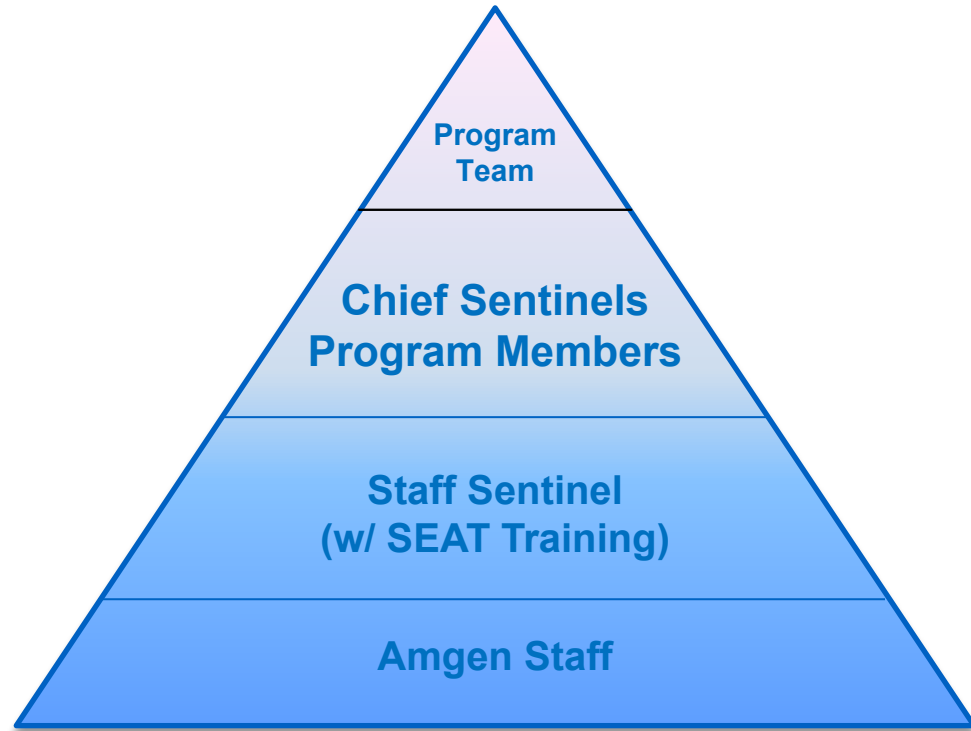 Program
Team
Chief Sentinels
Program Members
Staff Sentinel
(w/ SEAT Training)
Amgen Staff